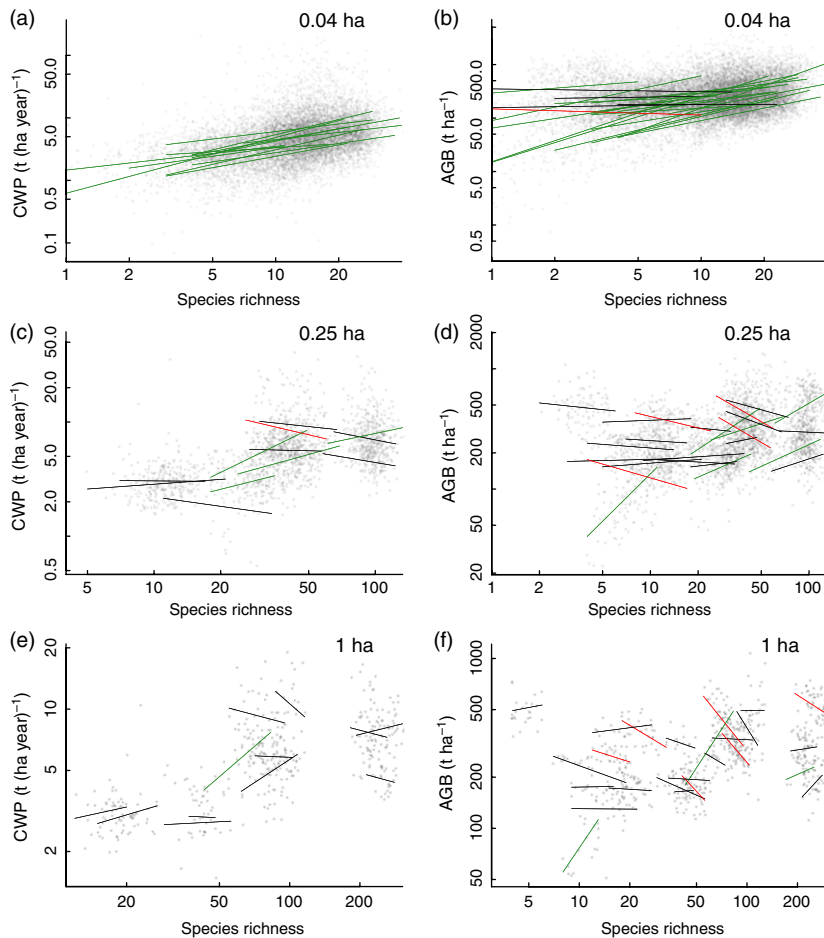 (a) 0.04 ha
CWP (t (ha year)⁻¹)
50.0
5.0
0.5
0.1
1 2 5 10 20
Species richness
(b) 0.04 ha
AGB (t ha⁻¹)
500.0
50.0
5.0
0.5
1 2 5 10 20
Species richness
(c) 0.25 ha
CWP (t (ha year)⁻¹)
50.0
20.0
5.0
2.0
0.5
5 10 20 50 100
Species richness
(d) 0.25 ha
AGB (t ha⁻¹)
2000
500
200
50
20
1 2 5 10 20 50 100
Species richness
(e) 1 ha
CWP (t (ha year)⁻¹)
20
10
5
2
20 50 100 200
Species richness
(f) 1 ha
AGB (t ha⁻¹)
1000
500
200
100
50
5 10 20 50 100 200
Species richness